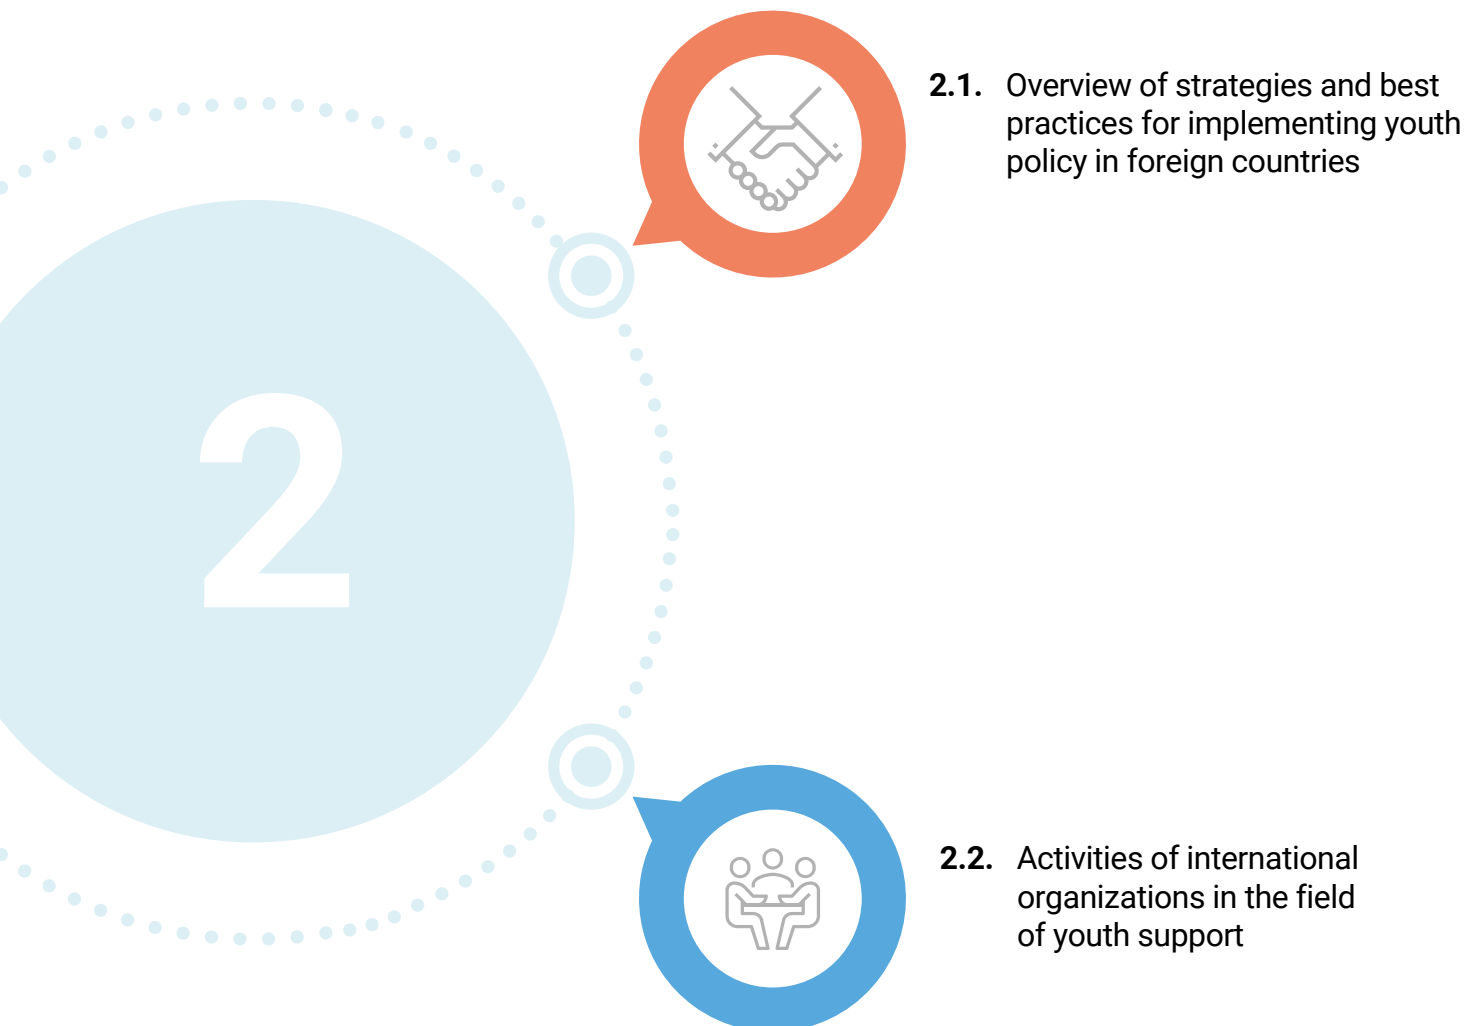 2
2.1. Overview of strategies and best
practices for implementing youth
policy in foreign countries
2.2. Activities of international
organizations in the field
of youth support